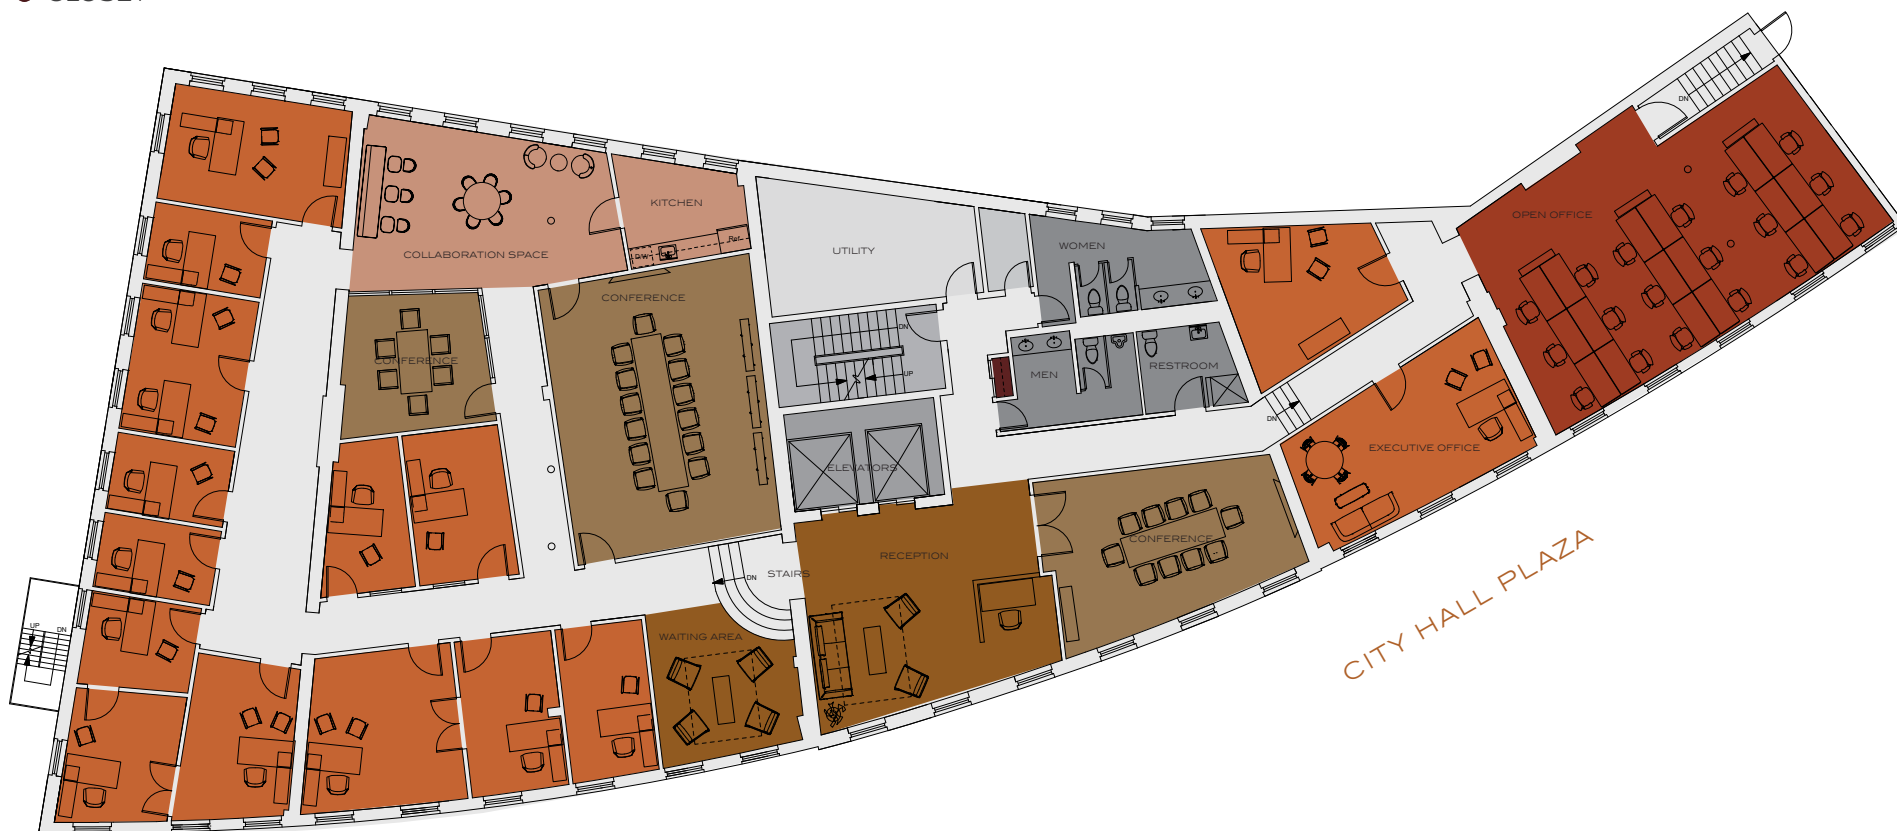 KITCHEN
OPEN OFFICE
WOMEN
UTILITY
COLLABORATION SPACE
Ref.
D/W
CONFERENCE
DN
CONFERENCE
UP
MEN
RESTROOM
DN
DN
EXECUTIVE OFFICE
ELEVATORS
CONFERENCE
RECEPTION
STAIRS
DN
WAITING AREA
UP
DN
CITY HALL PLAZA